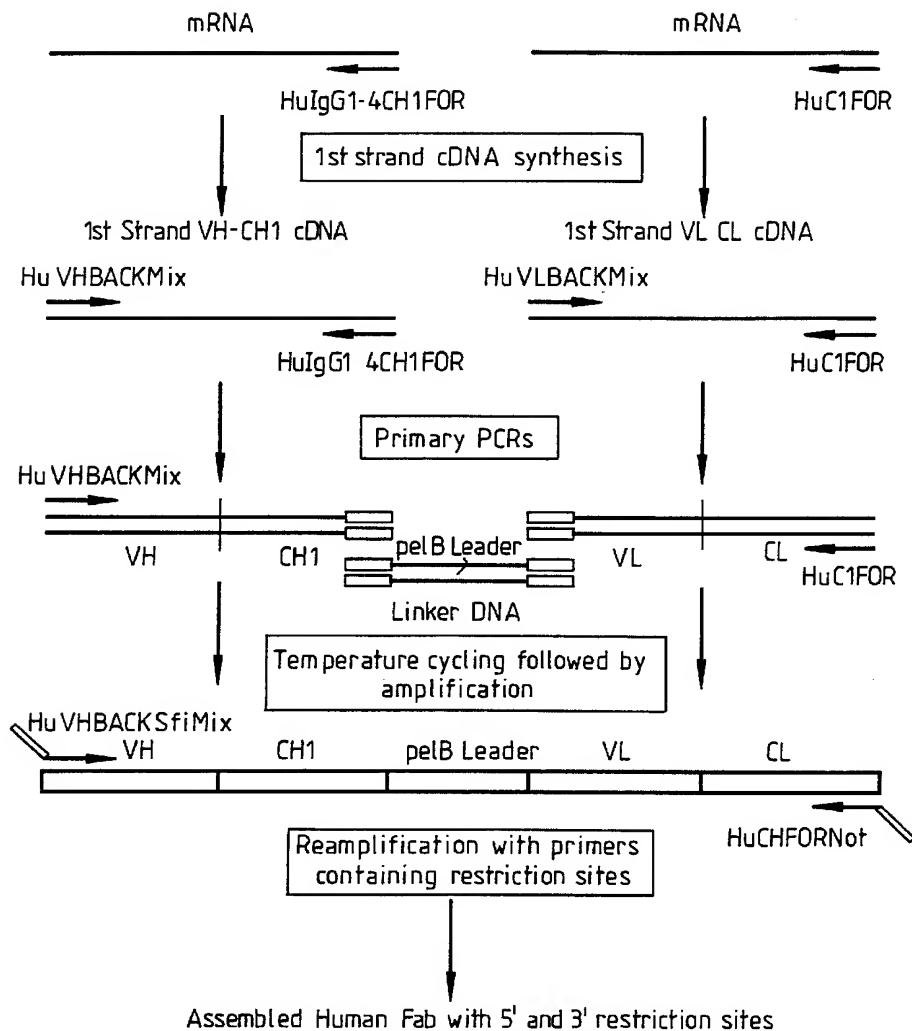 mRNA
mRNA
HuIgG1-4CH1FOR
HuC1FOR
1st strand cDNA synthesis
1st Strand VH-CH1 cDNA
1st Strand VL CL cDNA
Hu VHBACKMix
Hu VLBACKMix
HuIgG1 4CH1FOR
HuC1FOR
Primary PCRs
Hu VHBACKMix
VH
CH1
pelB Leader
VL
CL
HuC1FOR
Linker DNA
Temperature cycling followed by
amplification
Hu VHBACKSfiMix
VH
CH1
pelB Leader
VL
CL
HuCHFORNot
Reamplification with primers
containing restriction sites
Assembled Human Fab with 5' and 3' restriction sites